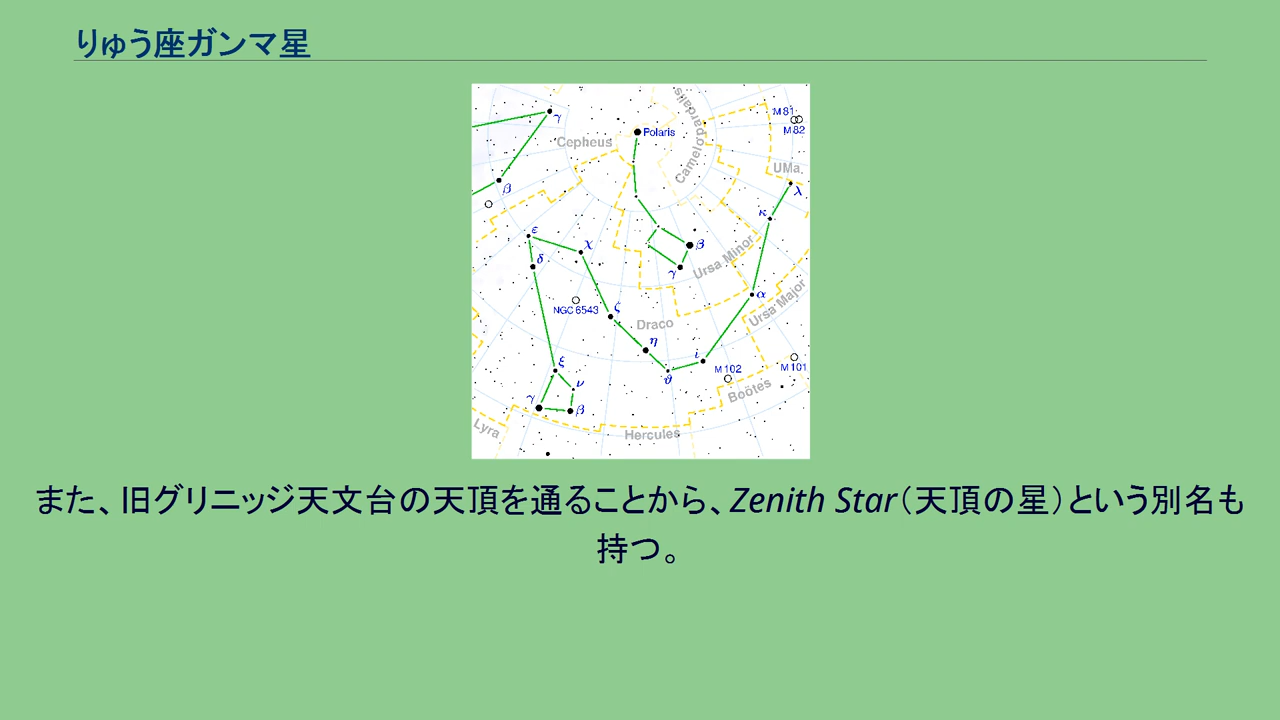 りゅう座ガンマ星
γ
Polaris
Camelopardalis
M 81
M 82
Cepheus
UMa
β
λ
κ
ε
χ
β
δ
γ
Ursa Minor
α
NGC 6543
ζ
Draco
Ursa Major
η
ι
ξ
M 102
M 101
ϑ
ν
Boötes
γ
β
Lyra
Hercules
また、旧グリニッジ天文台の天頂を通ることから、Zenith Star（天頂の星）という別名も
持つ。